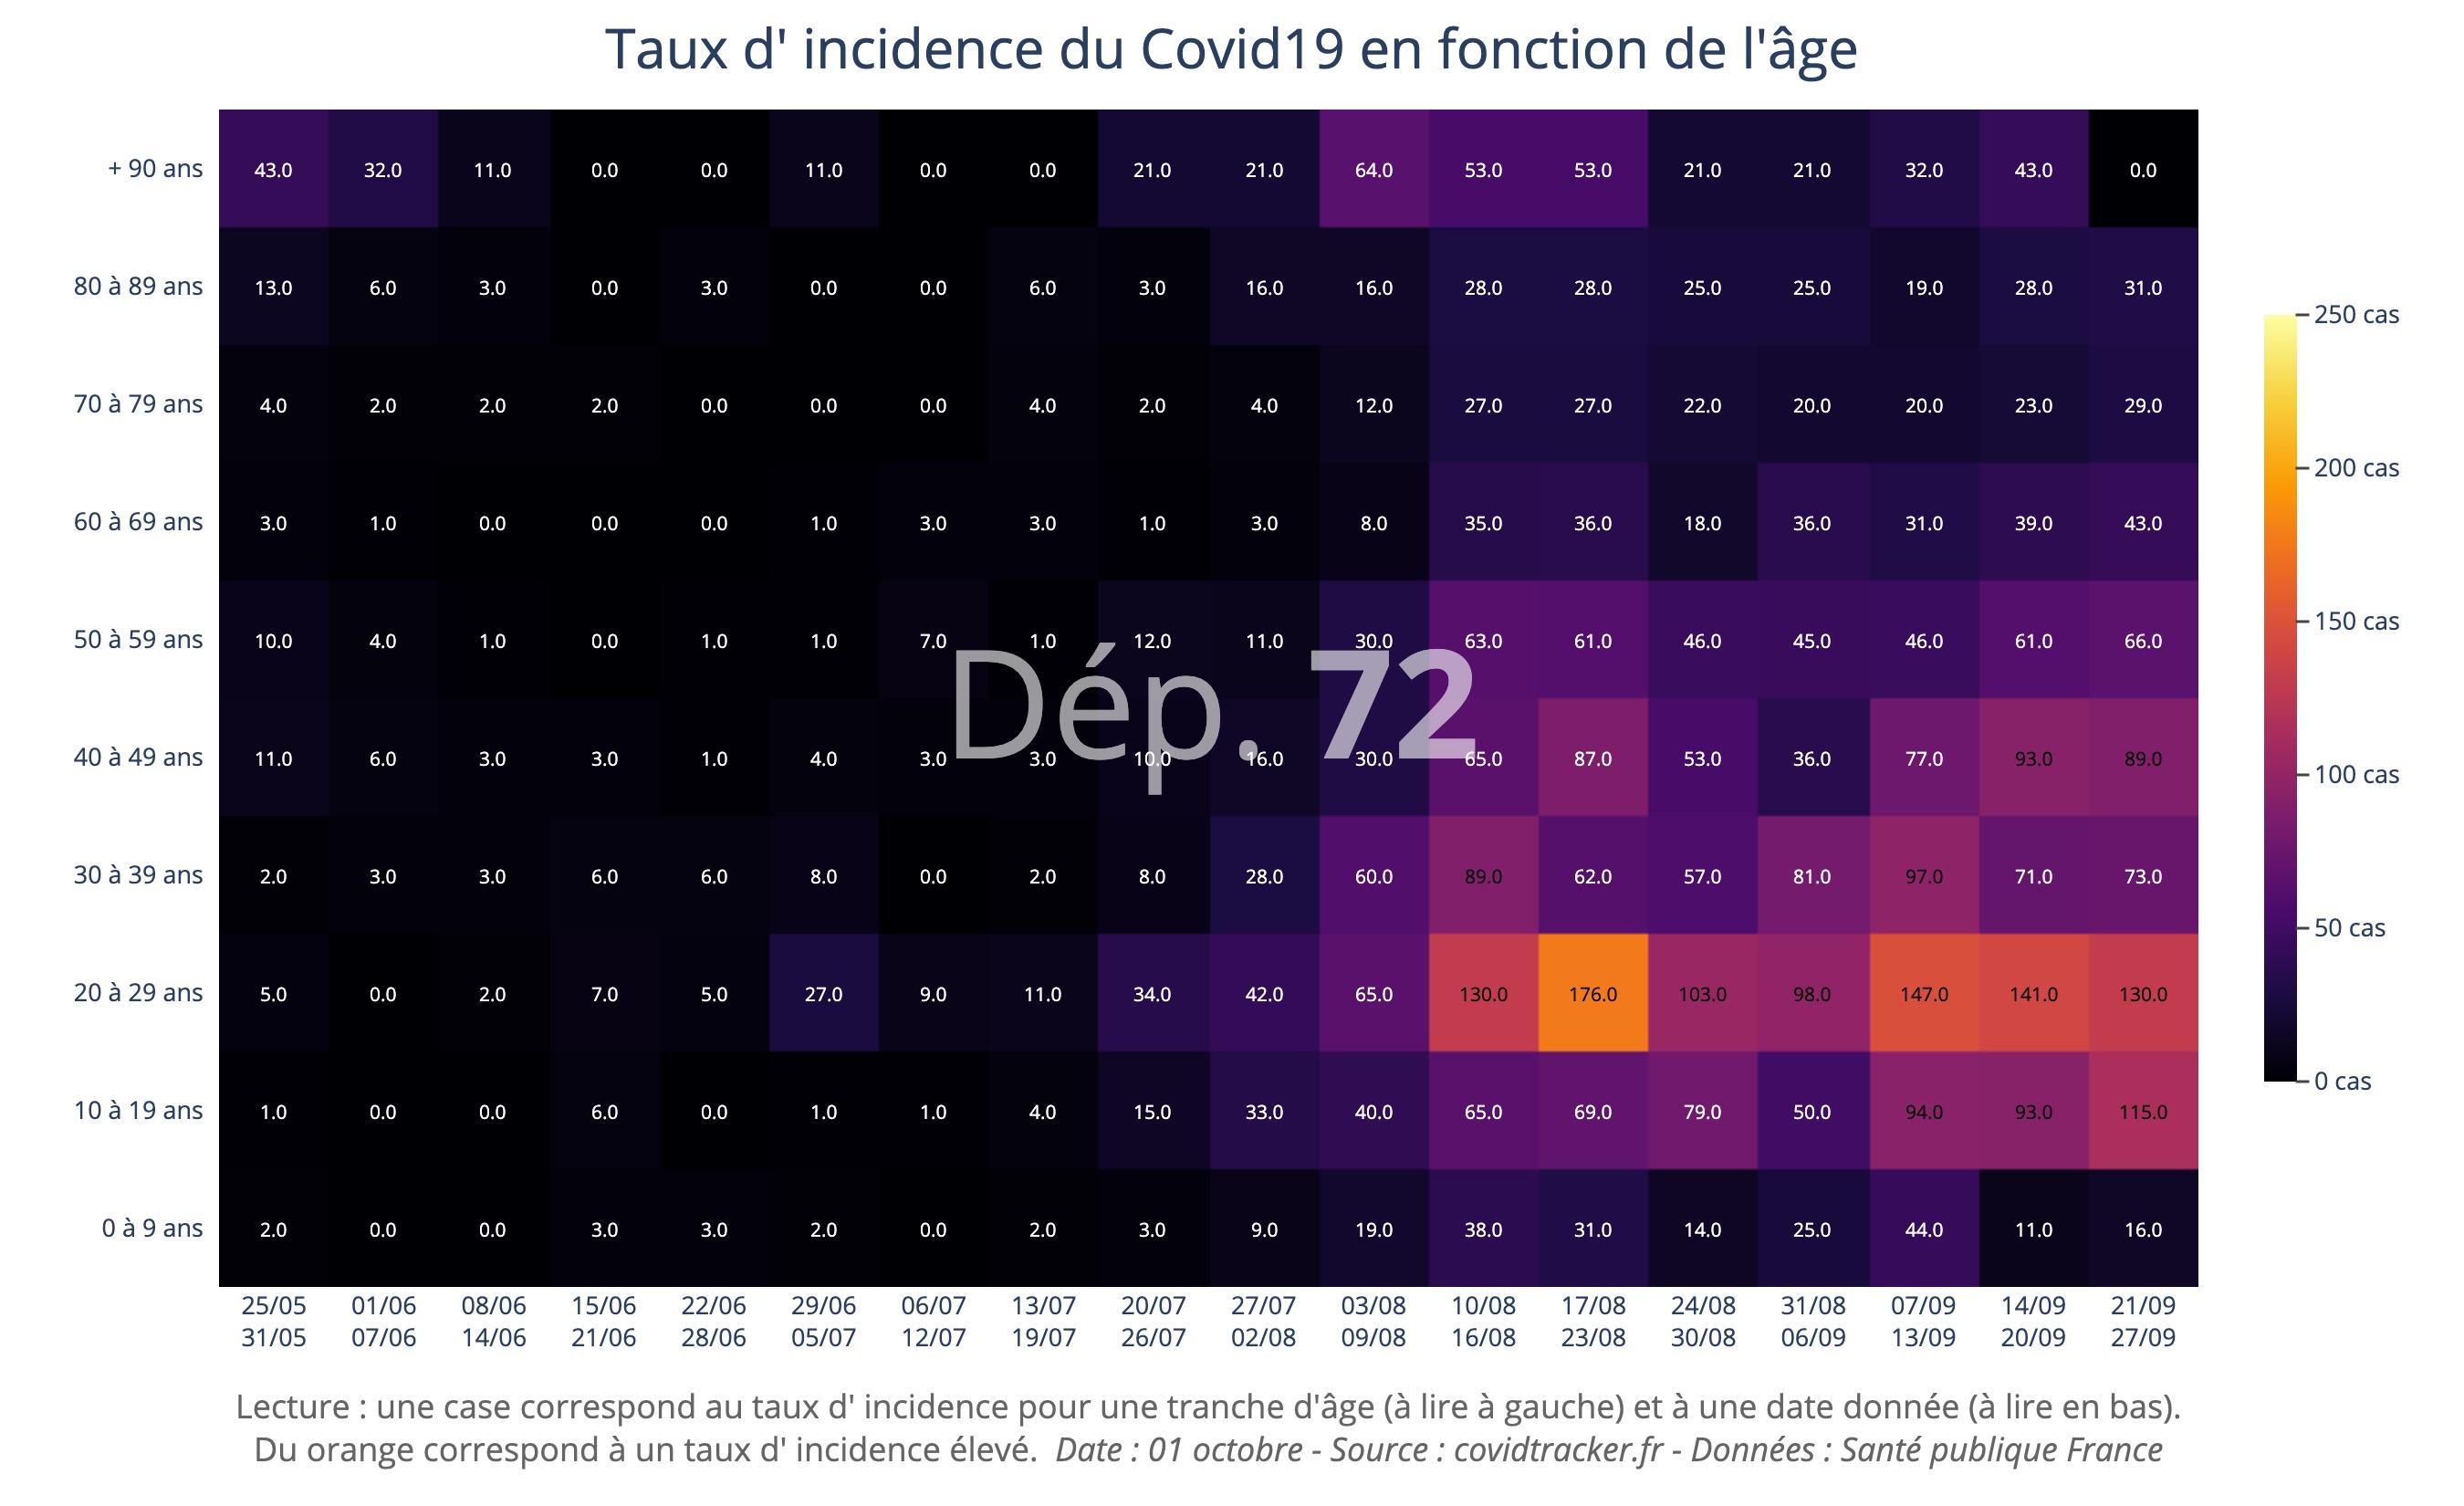 Taux d' incidence du Covid19 en fonction de l'âge
+ 90 ans 43.0 32.0 11.0 0.0 0.0 11.0 0.0 0.0 21.0 21.0 64.0 53.0 53.0 21.0 21.0 32.0 43.0 0.0
80 à 89 ans 13.0 6.0 3.0 0.0 3.0 0.0 0.0 6.0 3.0 16.0 16.0 28.0 28.0 25.0 25.0 19.0 28.0 31.0
70 à 79 ans 4.0 2.0 2.0 2.0 0.0 0.0 0.0 4.0 2.0 4.0 12.0 27.0 27.0 22.0 20.0 20.0 23.0 29.0
60 à 69 ans 3.0 1.0 0.0 0.0 0.0 1.0 3.0 3.0 1.0 3.0 8.0 35.0 36.0 18.0 36.0 31.0 39.0 43.0
50 à 59 ans 10.0 4.0 1.0 0.0 1.0 1.0 7.0 1.0 12.0 11.0 30.0 63.0 61.0 46.0 45.0 46.0 61.0 66.0
Dép. 72
40 à 49 ans 11.0 6.0 3.0 3.0 1.0 4.0 3.0 3.0 10.0 16.0 30.0 65.0 87.0 53.0 36.0 77.0 93.0 89.0
30 à 39 ans 2.0 3.0 3.0 6.0 6.0 8.0 0.0 2.0 8.0 28.0 60.0 89.0 62.0 57.0 81.0 97.0 71.0 73.0
20 à 29 ans 5.0 0.0 2.0 7.0 5.0 27.0 9.0 11.0 34.0 42.0 65.0 130.0 176.0 103.0 98.0 147.0 141.0 130.0
10 à 19 ans 1.0 0.0 0.0 6.0 0.0 1.0 1.0 4.0 15.0 33.0 40.0 65.0 69.0 79.0 50.0 94.0 93.0 115.0
0 à 9 ans 2.0 0.0 0.0 3.0 3.0 2.0 0.0 2.0 3.0 9.0 19.0 38.0 31.0 14.0 25.0 44.0 11.0 16.0
25/05 01/06 08/06 15/06 22/06 29/06 06/07 13/07 20/07 27/07 03/08 10/08 17/08 24/08 31/08 07/09 14/09 21/09
31/05 07/06 14/06 21/06 28/06 05/07 12/07 19/07 26/07 02/08 09/08 16/08 23/08 30/08 06/09 13/09 20/09 27/09
250 cas
200 cas
150 cas
100 cas
50 cas
0 cas
Lecture : une case correspond au taux d' incidence pour une tranche d'âge (à lire à gauche) et à une date donnée (à lire en bas).
Du orange correspond à un taux d' incidence élevé. Date : 01 octobre - Source : covidtracker.fr - Données : Santé publique France